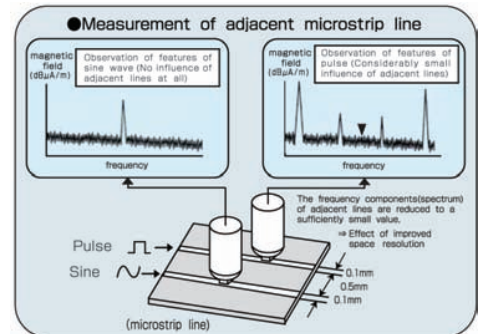 ●Measurement of adjacent microstrip line
magnetic
field
(dBμA/m)
Observation of features of
sine wave (No influence of
adjacent lines at all)
frequency
magnetic
field
(dBμA/m)
Observation of features of
pulse (Considerably small
influence of adjacent lines)
frequency
The frequency components(spectrum)
of adjacent lines are reduced to a
sufficiently small value.
⇒ Effect of improved
space resolution
Pulse
Sine
0.1mm
0.5mm
0.1mm
(microstrip line)